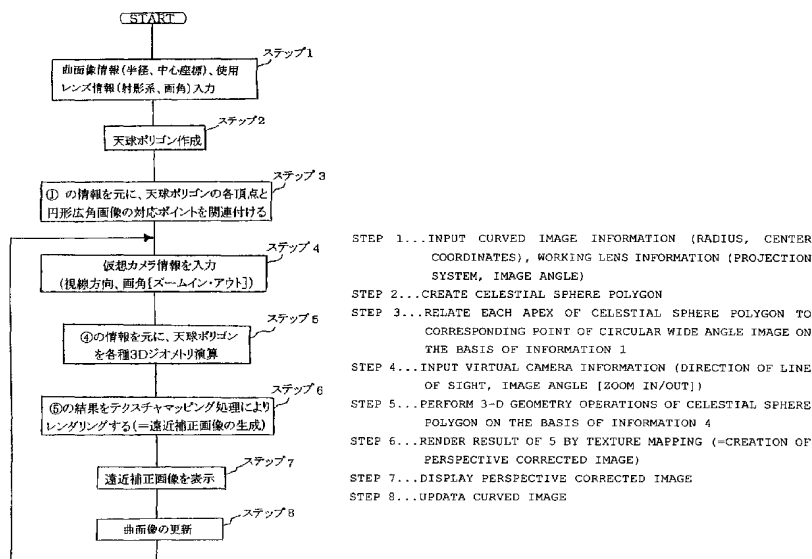 START
ステップ1
曲面像情報(半径、中心座標)、使用
レンズ情報(射影系、画角)入力
ステップ2
天球ポリゴン作成
ステップ3
① の情報を元に、天球ポリゴンの各頂点と
円形広角画像の対応ポイントを関連付ける
ステップ4
仮想カメラ情報を入力
(視線方向、画角[ズームイン・アウト])
ステップ5
④の情報を元に、天球ポリゴン
を各種3Dジオメトリ演算
ステップ6
⑤の結果をテクスチャマッピング処理により
レンダリングする(=遠近補正画像の生成)
ステップ7
遠近補正画像を表示
ステップ8
曲面像の更新
STEP 1...INPUT CURVED IMAGE INFORMATION (RADIUS, CENTER
COORDINATES), WORKING LENS INFORMATION (PROJECTION
SYSTEM, IMAGE ANGLE)
STEP 2...CREATE CELESTIAL SPHERE POLYGON
STEP 3...RELATE EACH APEX OF CELESTIAL SPHERE POLYGON TO
CORRESPONDING POINT OF CIRCULAR WIDE ANGLE IMAGE ON
THE BASIS OF INFORMATION 1
STEP 4...INPUT VIRTUAL CAMERA INFORMATION (DIRECTION OF LINE
OF SIGHT, IMAGE ANGLE [ZOOM IN/OUT])
STEP 5...PERFORM 3-D GEOMETRY OPERATIONS OF CELESTIAL SPHERE
POLYGON ON THE BASIS OF INFORMATION 4
STEP 6...RENDER RESULT OF 5 BY TEXTURE MAPPING (=CREATION OF
PERSPECTIVE CORRECTED IMAGE)
STEP 7...DISPLAY PERSPECTIVE CORRECTED IMAGE
STEP 8...UPDATA CURVED IMAGE